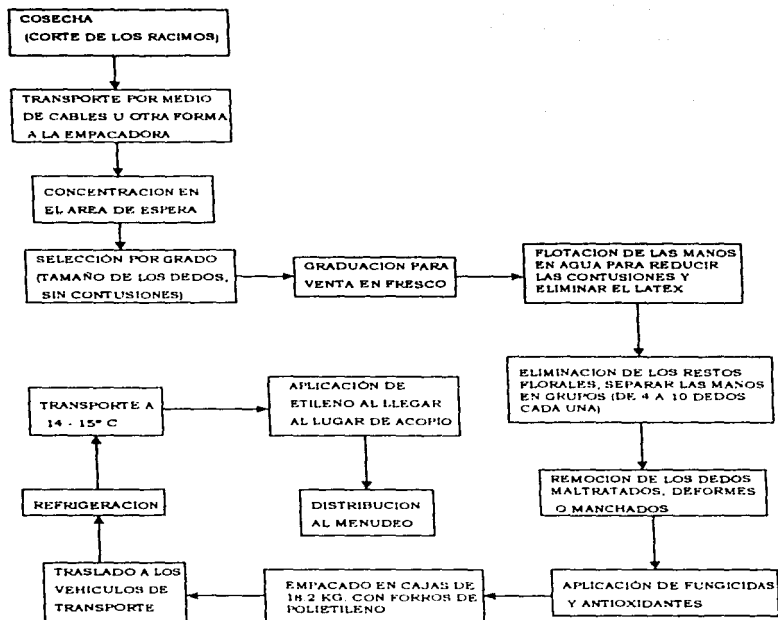 COSECHA
(CORTE DE LOS RACIMOS)
TRANSPORTE POR MEDIO
DE CABLES U OTRA FORMA
A LA EMPACADORA
CONCENTRACION EN
EL AREA DE ESPERA
SELECCIÓN POR GRADO
(TAMAÑO DE LOS DEDOS,
SIN CONTUSIONES)
GRADUACION PARA
VENTA EN FRESCO
FLOTACION DE LAS MANOS
EN AGUA PARA REDUCIR
LAS CONTUSIONES Y
ELIMINAR EL LATEX
ELIMINACION DE LOS RESTOS
FLORALES, SEPARAR LAS MANOS
EN GRUPOS (DE 4 A 10 DEDOS
CADA UNA)
REMOCION DE LOS DEDOS
MALTRATADOS, DEFORMES
O MANCHADOS
APLICACIÓN DE FUNGICIDAS
Y ANTIOXIDANTES
EMPACADO EN CAJAS DE
18.2 KG. CON FORROS DE
POLIETILENO
TRASLADO A LOS
VEHICULOS DE
TRANSPORTE
REFRIGERACION
TRANSPORTE A
14 - 15° C
APLICACIÓN DE
ETILENO AL LLEGAR
AL LUGAR DE ACOPIO
DISTRIBUCION
AL MENUDEO